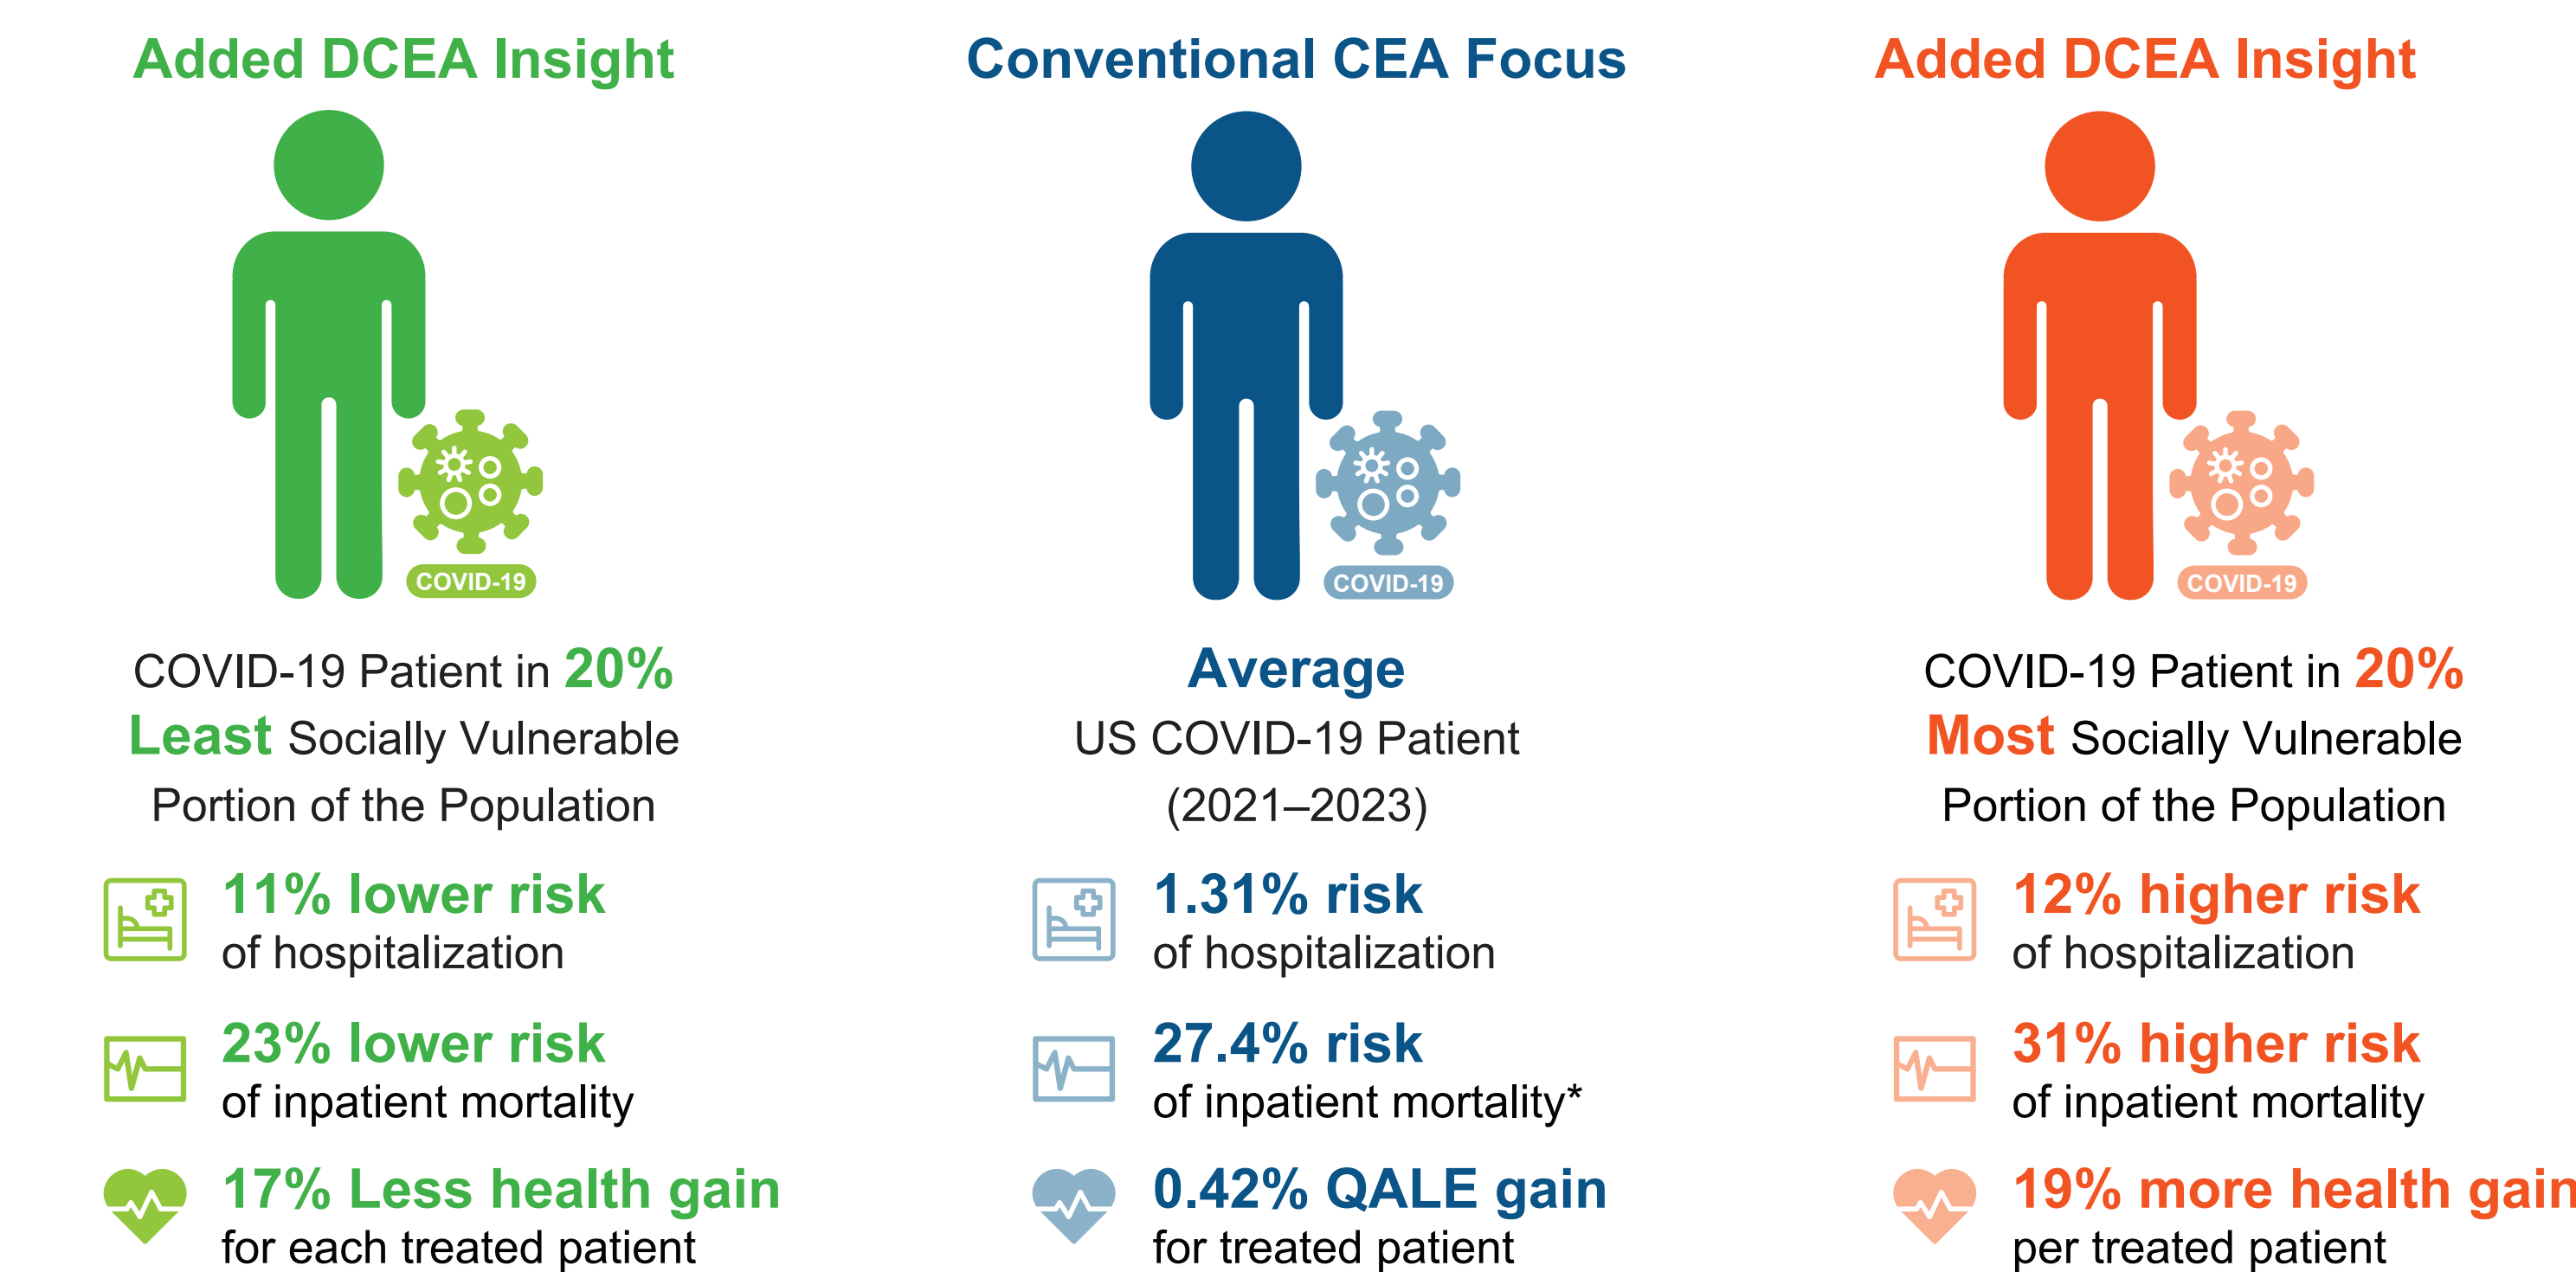 Added DCEA Insight
COVID-19
COVID-19 Patient in 20%
Least Socially Vulnerable
Portion of the Population
11% lower risk
of hospitalization
23% lower risk
of inpatient mortality
17% Less health gain
for each treated patient
Conventional CEA Focus
COVID-19
Average
US COVID-19 Patient
(2021–2023)
1.31% risk
of hospitalization
27.4% risk
of inpatient mortality*
0.42% QALE gain
for treated patient
Added DCEA Insight
COVID-19
COVID-19 Patient in 20%
Most Socially Vulnerable
Portion of the Population
12% higher risk
of hospitalization
31% higher risk
of inpatient mortality
19% more health gain
per treated patient